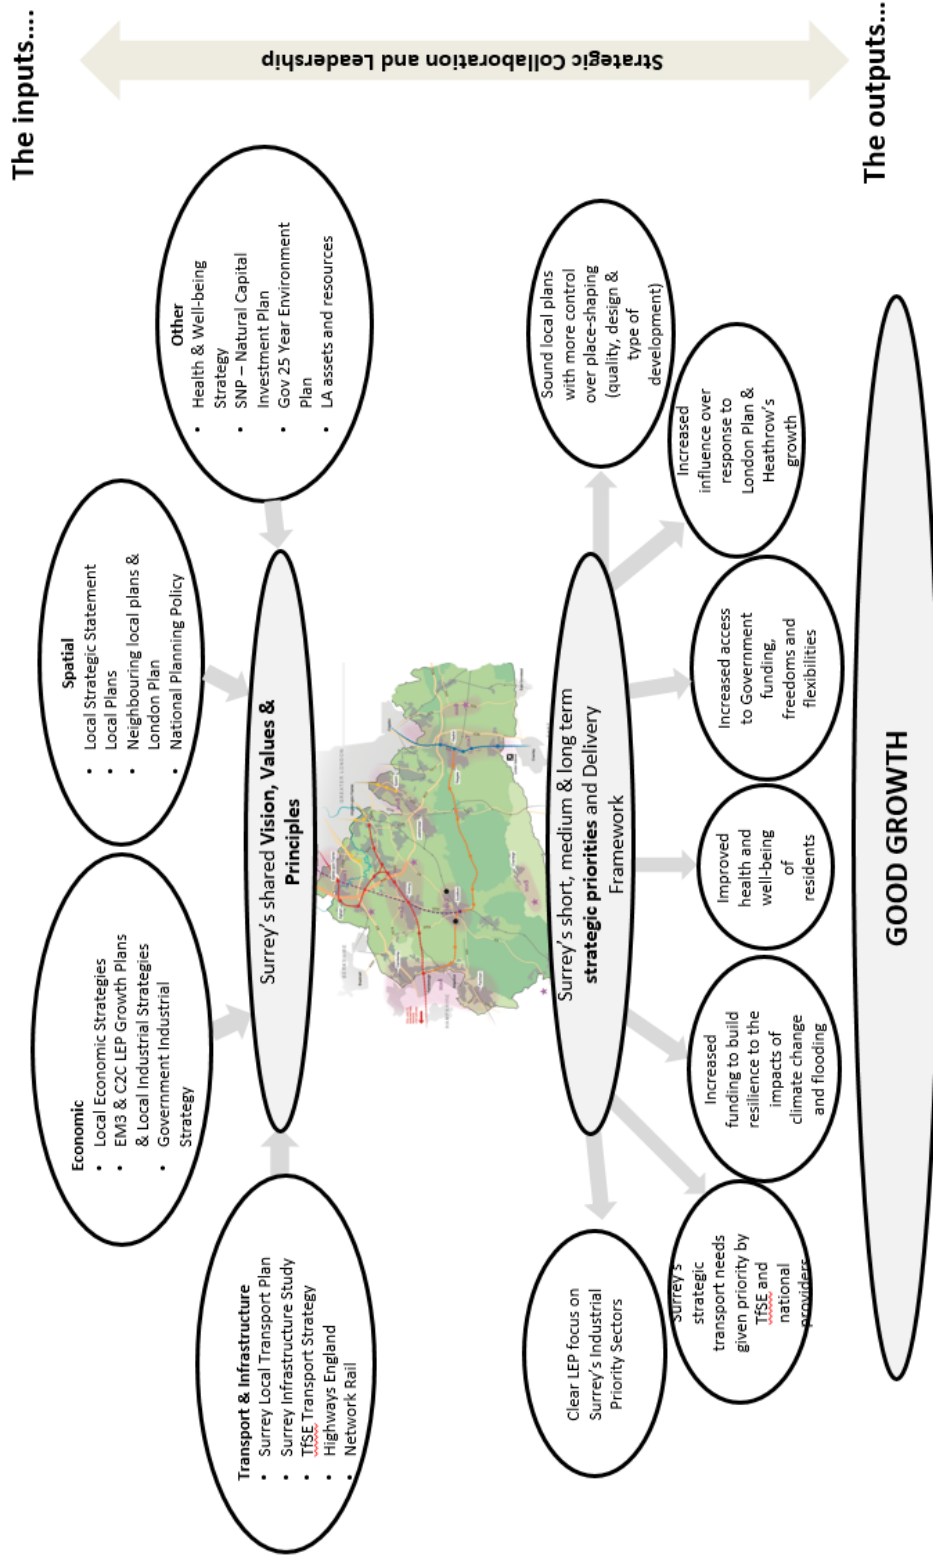 The inputs....
Strategic Collaboration and Leadership
The outputs...
Transport & Infrastructure
• Surrey Local Transport Plan
• Surrey Infrastructure Study
• TfSE Transport Strategy
• Highways England
• Network Rail
Economic
• Local Economic Strategies
• EM3 & C2C LEP Growth Plans
& Local Industrial Strategies
• Government Industrial
Strategy
Spatial
• Local Strategic Statement
• Local Plans
• Neighbouring local plans &
London Plan
• National Planning Policy
Other
• Health & Well-being
Strategy
• SNP – Natural Capital
Investment Plan
• Gov 25 Year Environment
Plan
• LA assets and resources
Surrey's shared Vision, Values &
Principles
Surrey's short, medium & long term
strategic priorities and Delivery
Framework
Clear LEP focus on
Surrey's Industrial
Priority Sectors
Surrey's
strategic
transport needs
given priority by
TfSE and
national
providers
Increased
funding to build
resilience to the
impacts of
climate change
and flooding
Improved
health and
well-being
of
residents
Increased access
to Government
funding,
freedoms and
flexibilities
Increased
influence over
response to
London Plan &
Heathrow's
growth
Sound local plans
with more control
over place-shaping
(quality, design &
type of
development)
GOOD GROWTH